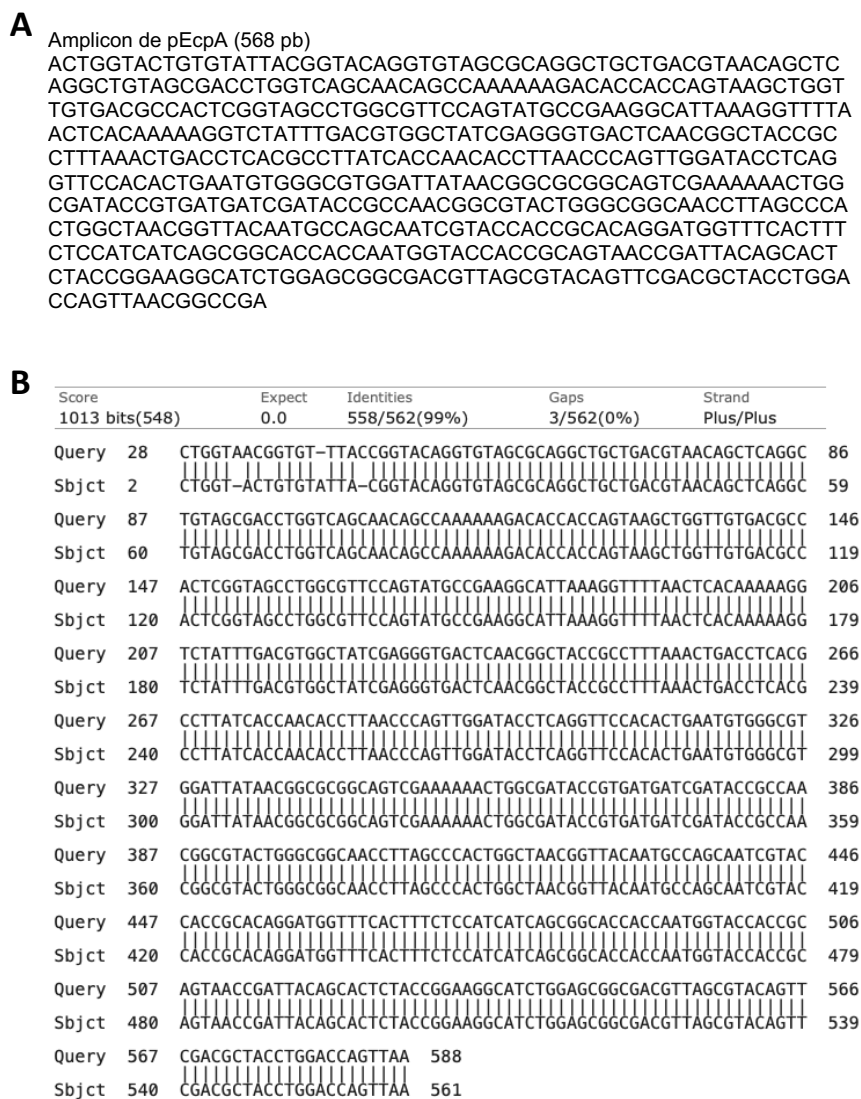 A
Amplicon de pEcpA (568 pb)
ACTGGTACTGTGTATTACGGTACAGGTGTAGCGCAGGCTGCTGACGTAACAGCTC
AGGCTGTAGCGACCTGGTCAGCAACAGCCAAAAAAGACACCACCAGTAAGCTGGT
TGTGACGCCACTCGGTAGCCTGGCGTTCCAGTATGCCGAAGGCATTAAAGGTTTTA
ACTCACAAAAAGGTCTATTTGACGTGGCTATCGAGGGTGACTCAACGGCTACCGC
CTTTAAACTGACCTCACGCCTTATCACCAACACCTTAACCCAGTTGGATACCTCAG
GTTCCACACTGAATGTGGGCGTGGATTATAACGGCGCGGCAGTCGAAAAAACTGG
CGATACCGTGATGATCGATACCGCCAACGGCGTACTGGGCGGCAACCTTAGCCCA
CTGGCTAACGGTTACAATGCCAGCAATCGTACCACCGCACAGGATGGTTTCACTTT
CTCCATCATCAGCGGCACCACCAATGGTACCACCGCAGTAACCGATTACAGCACT
CTACCGGAAGGCATCTGGAGCGGCGACGTTAGCGTACAGTTCGACGCTACCTGGA
CCAGTTAACGGCCGA
B
Score Expect Identities Gaps Strand
1013 bits(548) 0.0 558/562(99%) 3/562(0%) Plus/Plus
Query 28 CTGGTAACGGTGT-TTACCGGTACAGGTGTAGCGCAGGCTGCTGACGTAACAGCTCAGGC 86
Sbjct 2 CTGGT-ACTGTGTATTA-CGGTACAGGTGTAGCGCAGGCTGCTGACGTAACAGCTCAGGC 59
Query 87 TGTAGCGACCTGGTCAGCAACAGCCAAAAAAGACACCACCAGTAAGCTGGTTGTGACGCC 146
Sbjct 60 TGTAGCGACCTGGTCAGCAACAGCCAAAAAAGACACCACCAGTAAGCTGGTTGTGACGCC 119
Query 147 ACTCGGTAGCCTGGCGTTCCAGTATGCCGAAGGCATTAAAGGTTTTAACTCACAAAAAGG 206
Sbjct 120 ACTCGGTAGCCTGGCGTTCCAGTATGCCGAAGGCATTAAAGGTTTTAACTCACAAAAAGG 179
Query 207 TCTATTTGACGTGGCTATCGAGGGTGACTCAACGGCTACCGCCTTTAAACTGACCTCACG 266
Sbjct 180 TCTATTTGACGTGGCTATCGAGGGTGACTCAACGGCTACCGCCTTTAAACTGACCTCACG 239
Query 267 CCTTATCACCAACACCTTAACCCAGTTGGATACCTCAGGTTCCACACTGAATGTGGGCGT 326
Sbjct 240 CCTTATCACCAACACCTTAACCCAGTTGGATACCTCAGGTTCCACACTGAATGTGGGCGT 299
Query 327 GGATTATAACGGCGCGGCAGTCGAAAAAACTGGCGATACCGTGATGATCGATACCGCCAA 386
Sbjct 300 GGATTATAACGGCGCGGCAGTCGAAAAAACTGGCGATACCGTGATGATCGATACCGCCAA 359
Query 387 CGGCGTACTGGGCGGCAACCTTAGCCCACTGGCTAACGGTTACAATGCCAGCAATCGTAC 446
Sbjct 360 CGGCGTACTGGGCGGCAACCTTAGCCCACTGGCTAACGGTTACAATGCCAGCAATCGTAC 419
Query 447 CACCGCACAGGATGGTTTCACTTTCTCCATCATCAGCGGCACCACCAATGGTACCACCGC 506
Sbjct 420 CACCGCACAGGATGGTTTCACTTTCTCCATCATCAGCGGCACCACCAATGGTACCACCGC 479
Query 507 AGTAACCGATTACAGCACTCTACCGGAAGGCATCTGGAGCGGCGACGTTAGCGTACAGTT 566
Sbjct 480 AGTAACCGATTACAGCACTCTACCGGAAGGCATCTGGAGCGGCGACGTTAGCGTACAGTT 539
Query 567 CGACGCTACCTGGACCAGTTAA 588
Sbjct 540 CGACGCTACCTGGACCAGTTAA 561